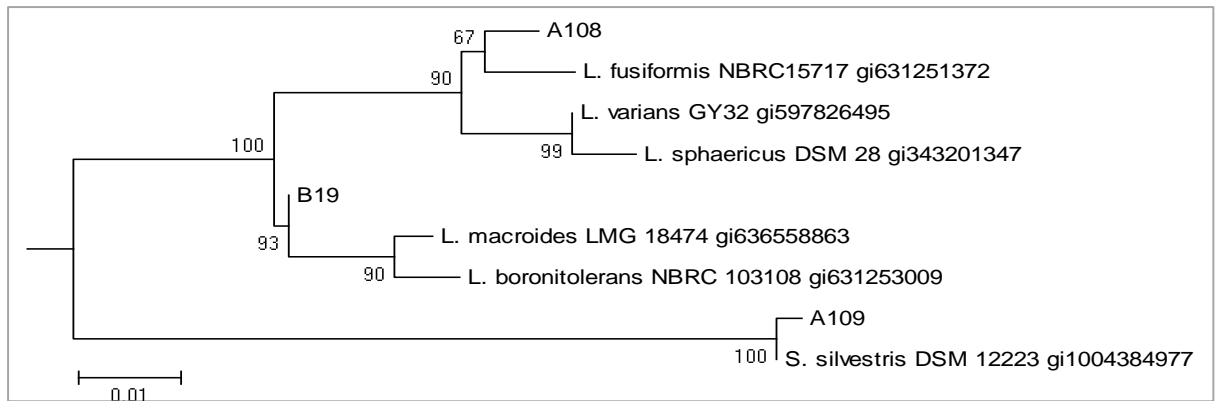 67
A108
L. fusiformis NBRC15717 gi631251372
90
L. varians GY32 gi597826495
99
L. sphaericus DSM 28 gi343201347
100
B19
93
L. macroides LMG 18474 gi636558863
90
L. boronitolerans NBRC 103108 gi631253009
A109
100
S. silvestris DSM 12223 gi1004384977
0.01